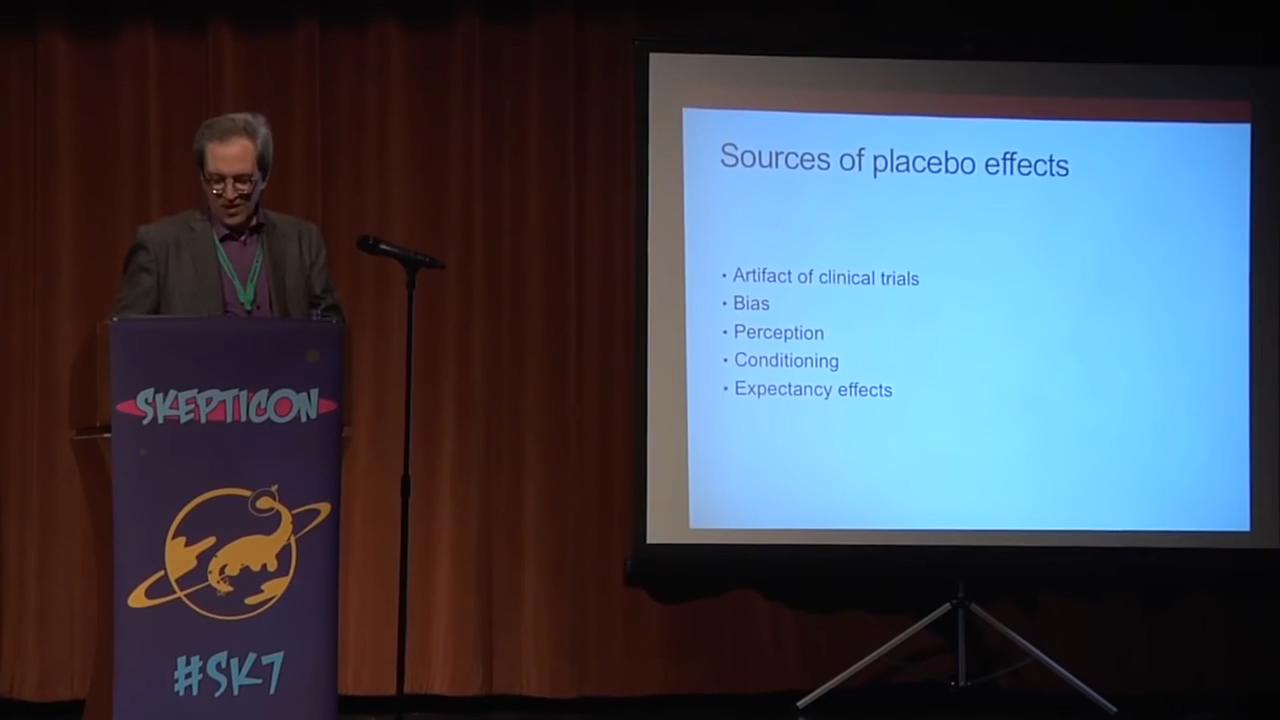 SKEPTICON
#SK7
Sources of placebo effects
• Artifact of clinical trials
• Bias
• Perception
• Conditioning
• Expectancy effects